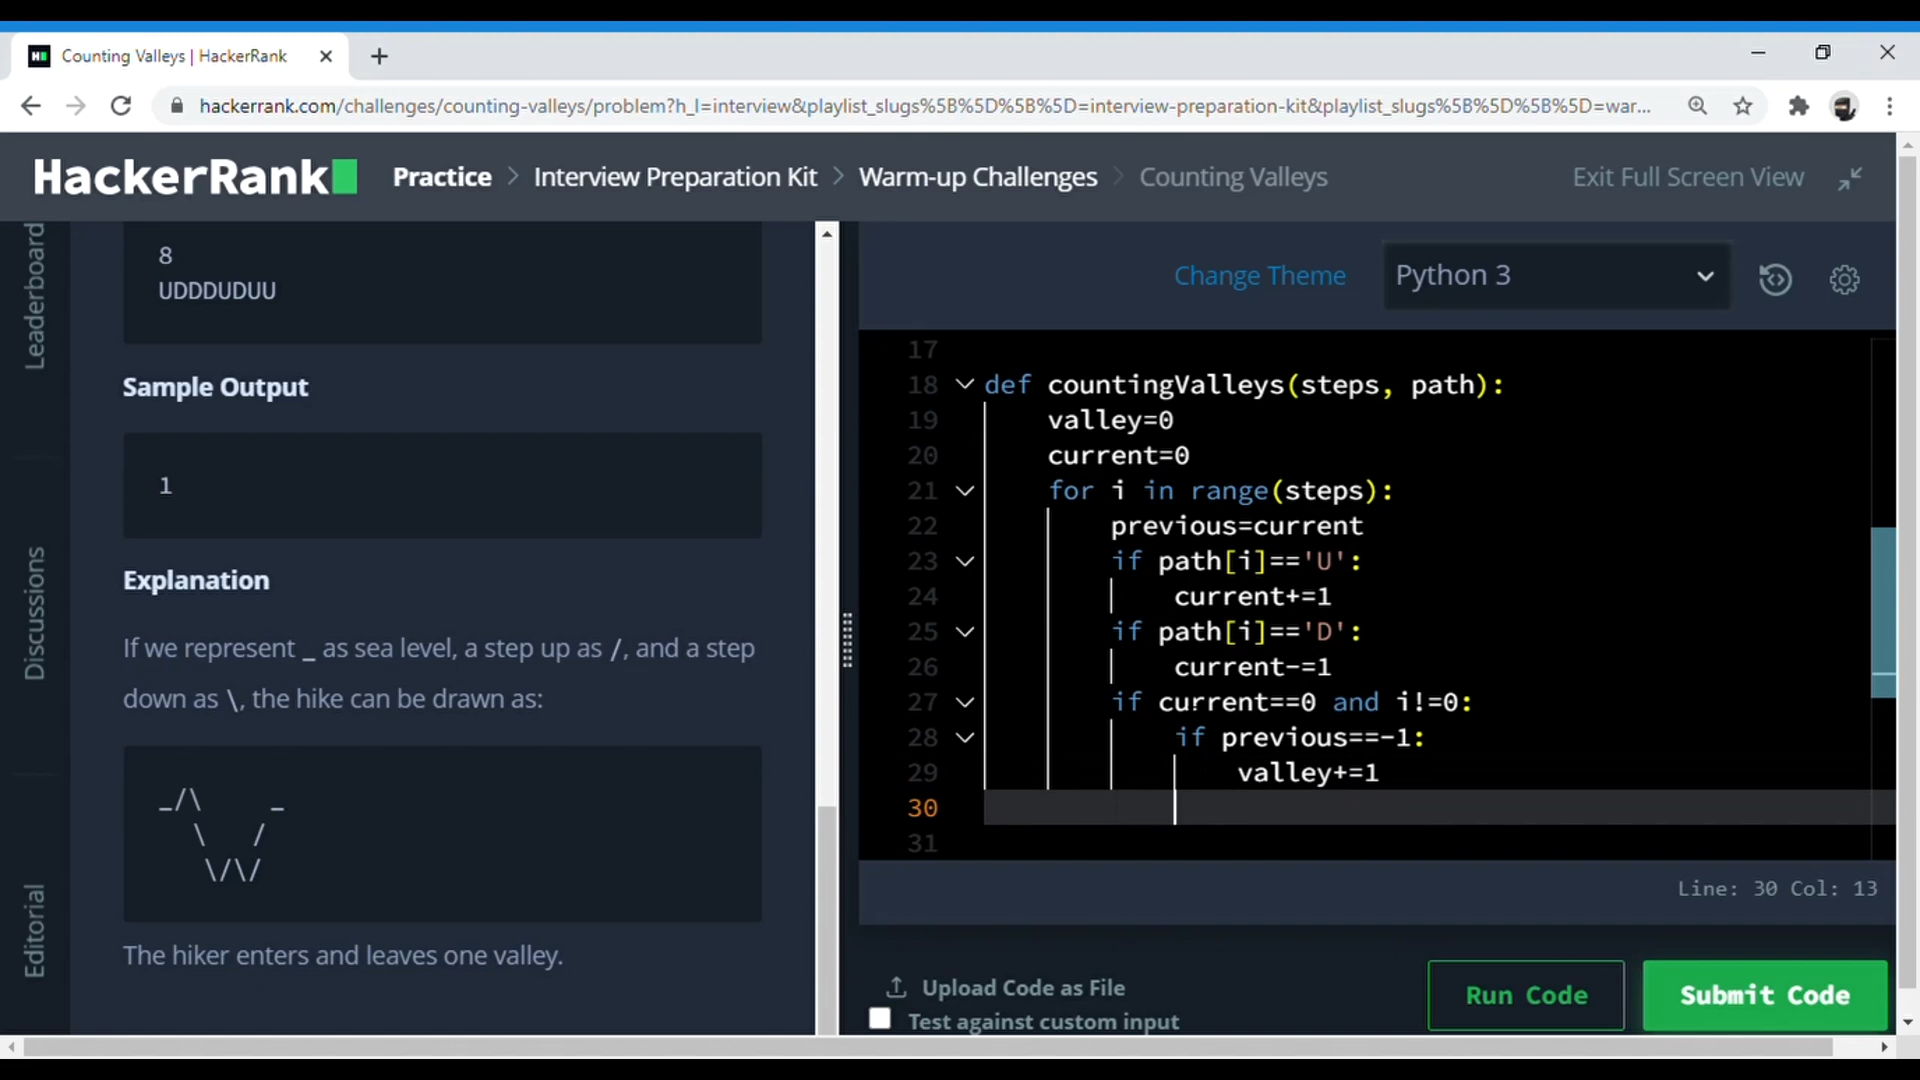 Counting Valleys | HackerRank
hackerrank.com/challenges/counting-valleys/problem?h_l=interview&playlist_slugs%5B%5D%5B%5D=interview-preparation-kit&playlist_slugs%5B%5D%5B%5D=war...
HackerRank
Practice > Interview Preparation Kit > Warm-up Challenges > Counting Valleys
Exit Full Screen View
Leaderboard
Discussions
Editorial
8
UDDDUDUU
Sample Output
1
Explanation
If we represent _ as sea level, a step up as /, and a step
down as \, the hike can be drawn as:
_/\      _
   \    /
    \/\/
The hiker enters and leaves one valley.
Change Theme
Python 3
17
18 def countingValleys(steps, path):
19     valley=0
20     current=0
21     for i in range(steps):
22         previous=current
23         if path[i]=='U':
24             current+=1
25         if path[i]=='D':
26             current-=1
27         if current==0 and i!=0:
28             if previous==-1:
29                 valley+=1
30
31
Line: 30 Col: 13
Upload Code as File
Test against custom input
Run Code
Submit Code